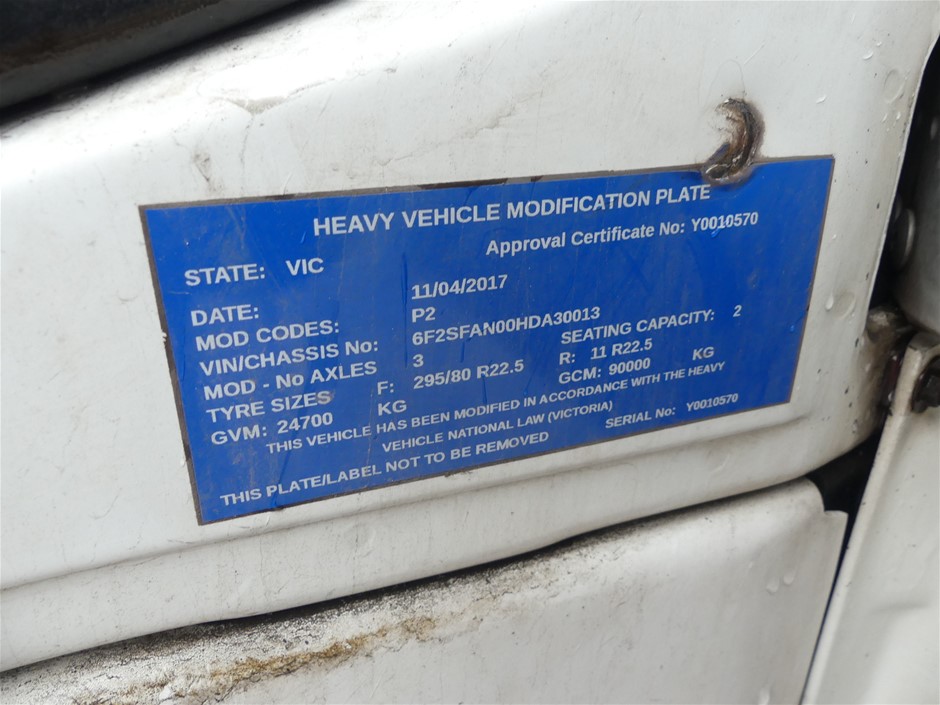 HEAVY VEHICLE MODIFICATION PLATE
Approval Certificate No: Y0010570
STATE: VIC
DATE: 11/04/2017
MOD CODES: P2
VIN/CHASSIS No: 6F2SFAN00HDA30013
MOD - No AXLES 3 SEATING CAPACITY: 2
TYRE SIZES F: 295/80 R22.5 R: 11 R22.5
GVM: 24700 KG GCM: 90000 KG
THIS VEHICLE HAS BEEN MODIFIED IN ACCORDANCE WITH THE HEAVY
VEHICLE NATIONAL LAW (VICTORIA)
THIS PLATE/LABEL NOT TO BE REMOVED SERIAL No: Y0010570